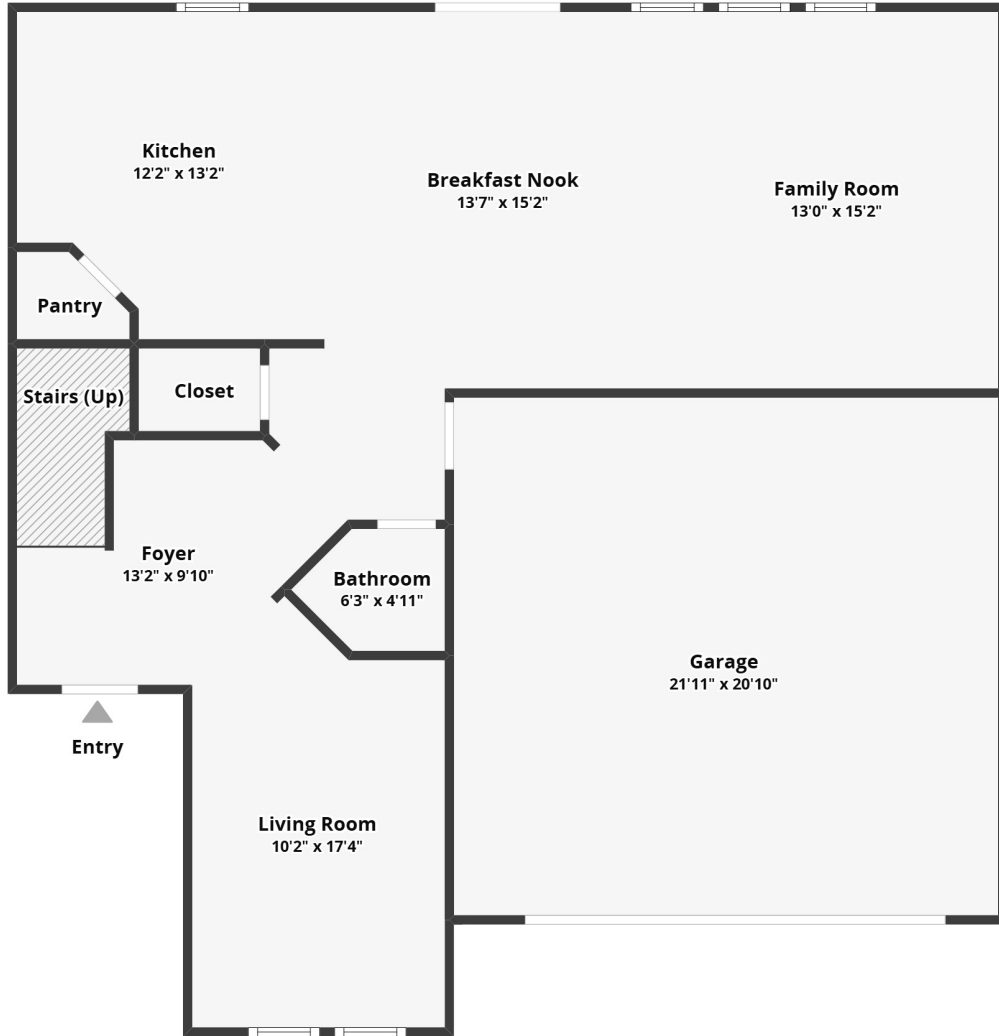 Kitchen
12'2" x 13'2"
Breakfast Nook
13'7" x 15'2"
Family Room
13'0" x 15'2"
Pantry
Stairs (Up)
Closet
Foyer
13'2" x 9'10"
Bathroom
6'3" x 4'11"
Garage
21'11" x 20'10"
Entry
Living Room
10'2" x 17'4"